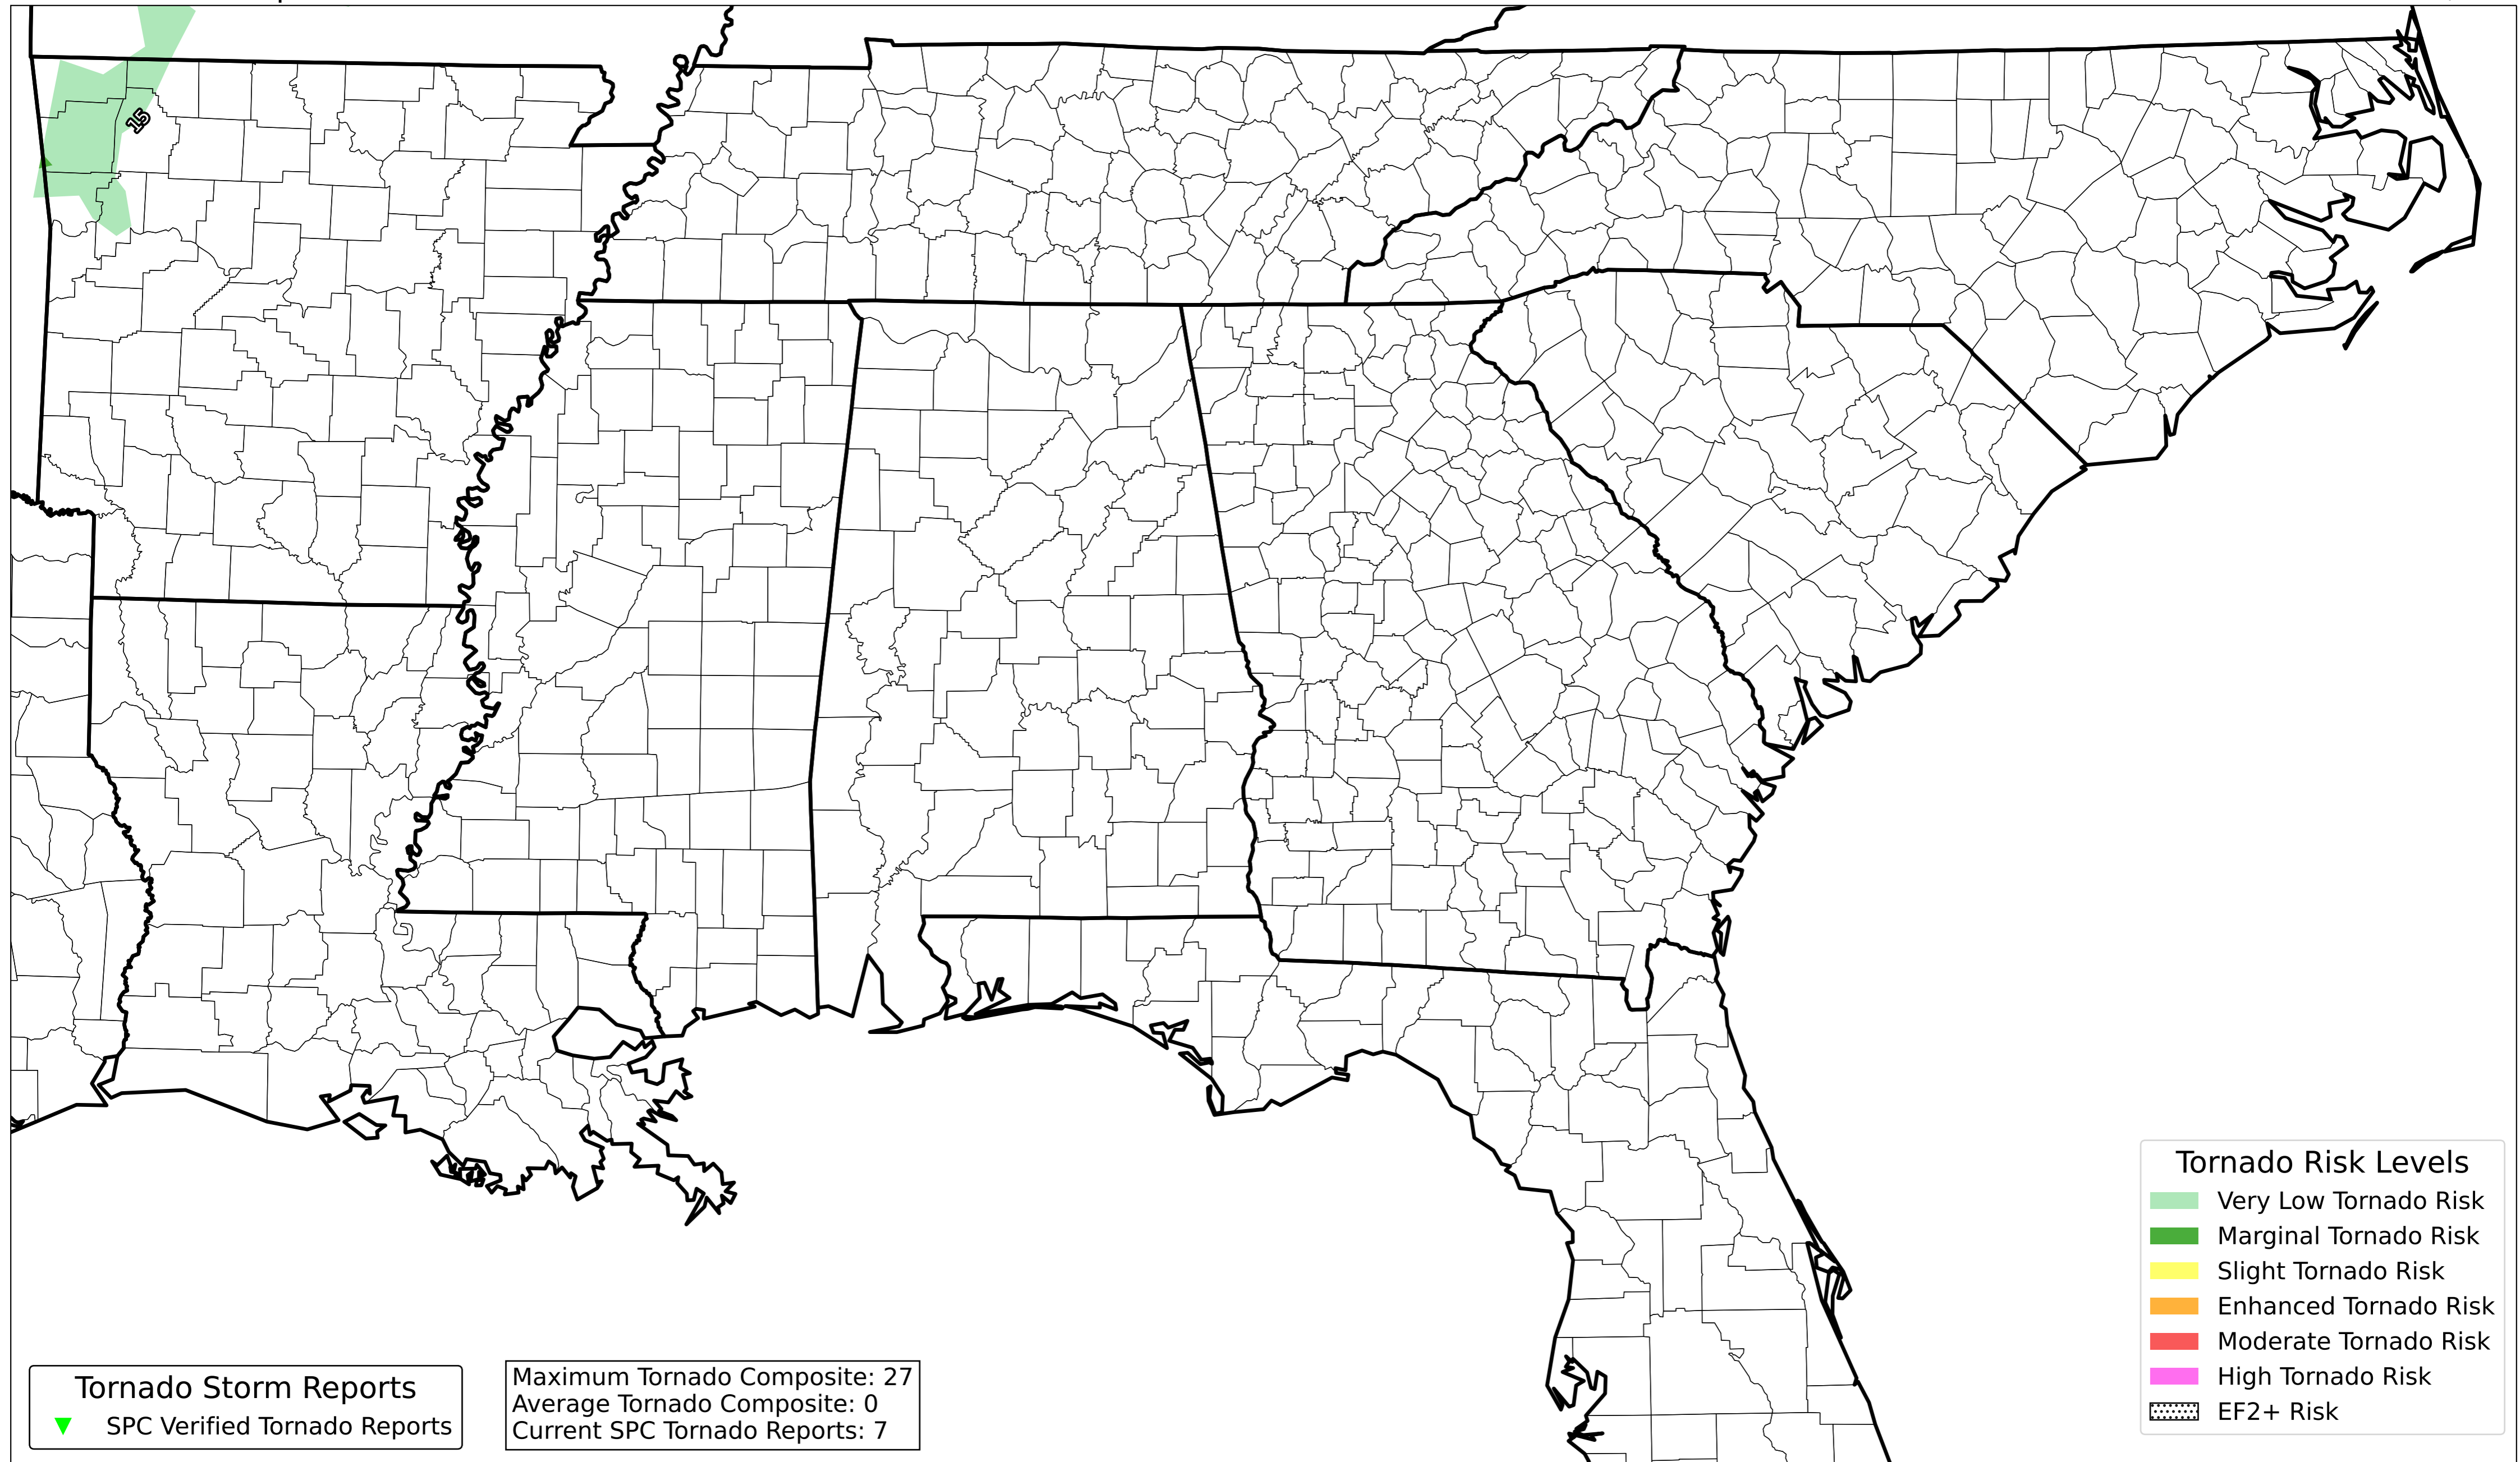 15
Tornado Storm Reports
SPC Verified Tornado Reports
Maximum Tornado Composite: 27
Average Tornado Composite: 0
Current SPC Tornado Reports: 7
Tornado Risk Levels
Very Low Tornado Risk
Marginal Tornado Risk
Slight Tornado Risk
Enhanced Tornado Risk
Moderate Tornado Risk
High Tornado Risk
EF2+ Risk